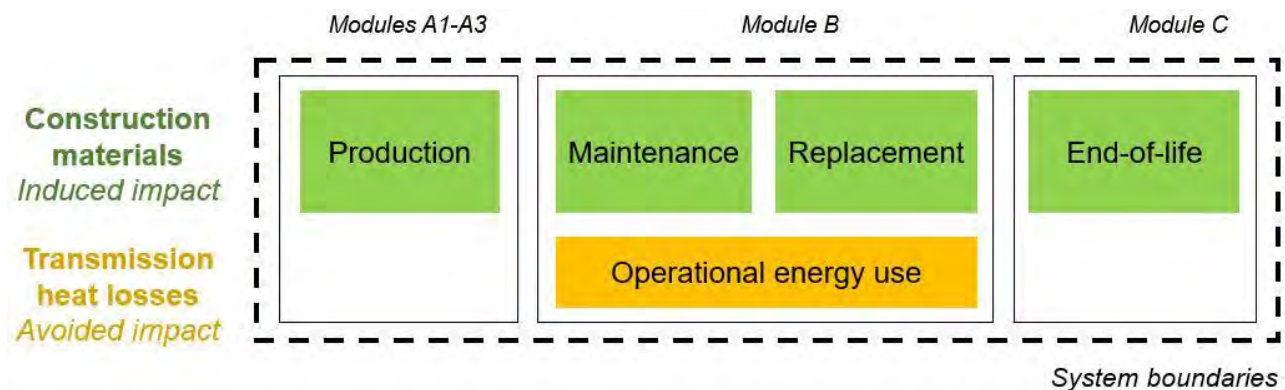 Modules A1-A3
Module B
Module C
Construction
materials
Induced impact
Production
Maintenance
Replacement
End-of-life
Transmission
heat losses
Avoided impact
Operational energy use
System boundaries